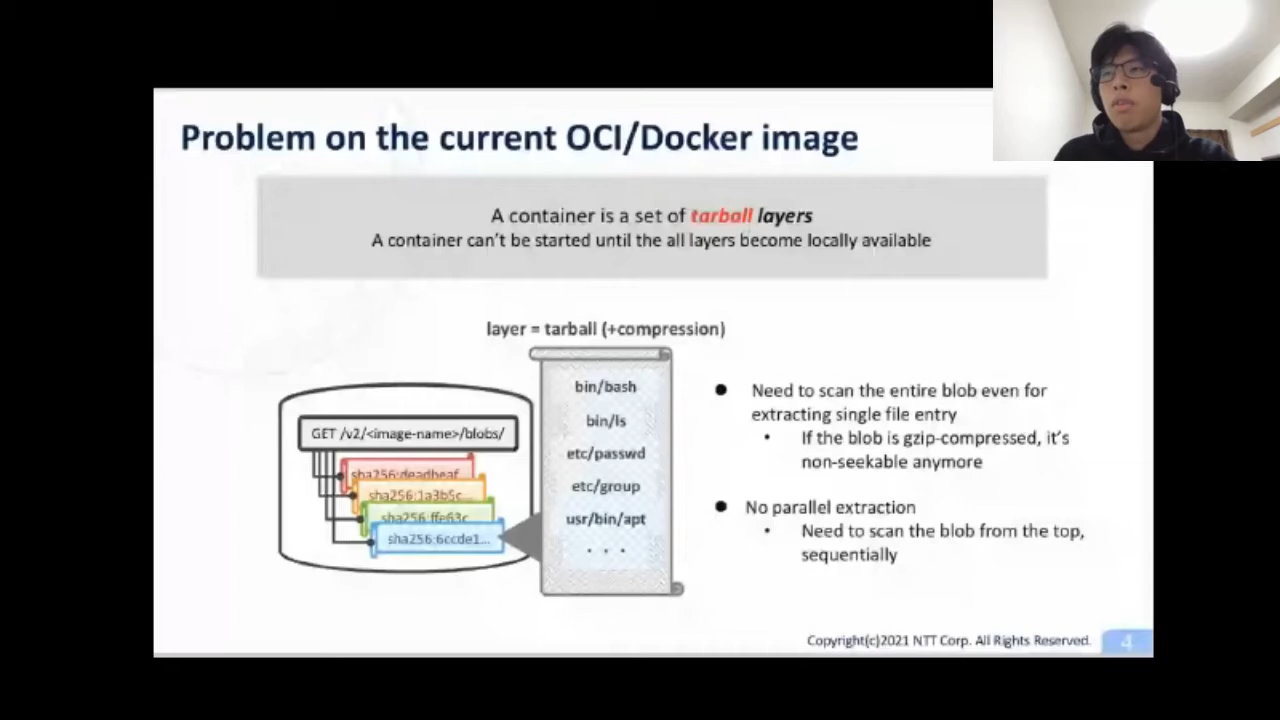 Problem on the current OCI/Docker image
A container is a set of tarball layers
A container can't be started until the all layers become locally available
layer = tarball (+compression)
GET /v2/<image-name>/blobs/
sha256:deadbeaf
sha256:1a3b5c...
sha256:ffe63c
sha256:6ccde1...
bin/bash
bin/ls
etc/passwd
etc/group
usr/bin/apt
. . .
● Need to scan the entire blob even for
extracting single file entry
• If the blob is gzip-compressed, it's
non-seekable anymore
● No parallel extraction
• Need to scan the blob from the top,
sequentially
Copyright(c)2021 NTT Corp. All Rights Reserved.
4